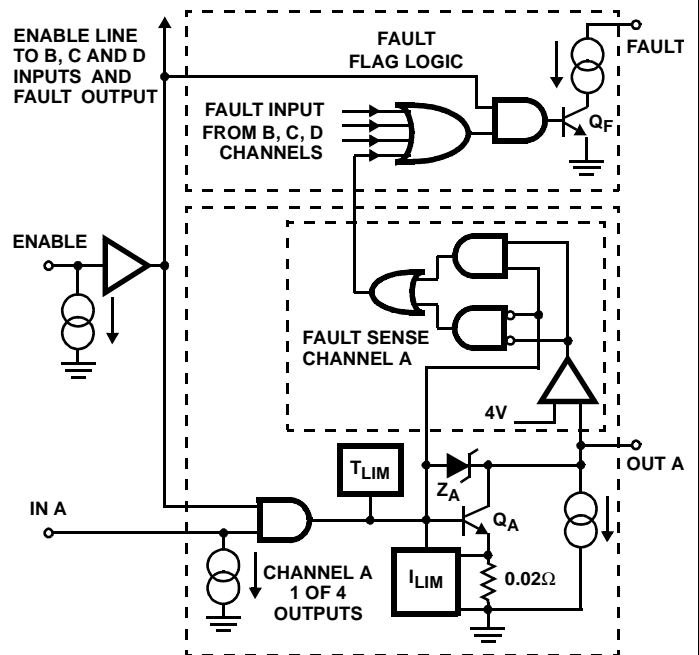 ENABLE LINE
TO B, C AND D
INPUTS AND
FAULT OUTPUT
FAULT
FLAG LOGIC
FAULT
FAULT INPUT
FROM B, C, D
CHANNELS
QF
ENABLE
FAULT SENSE
CHANNEL A
4V
OUT A
TLIM
ZA
IN A
QA
ILIM
0.02Ω
CHANNEL A
1 OF 4
OUTPUTS